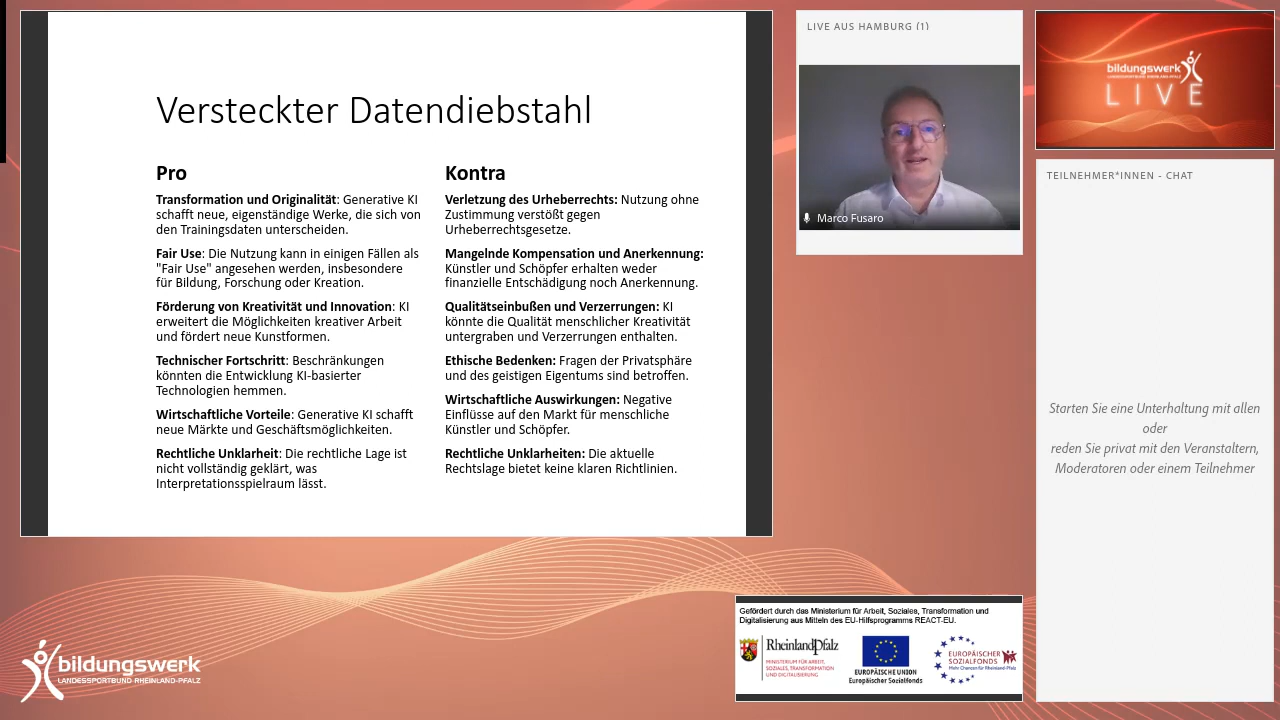 Versteckter Datendiebstahl
Pro
Transformation und Originalität: Generative KI
schafft neue, eigenständige Werke, die sich von
den Trainingsdaten unterscheiden.
Fair Use: Die Nutzung kann in einigen Fällen als
"Fair Use" angesehen werden, insbesondere
für Bildung, Forschung oder Kreation.
Förderung von Kreativität und Innovation: KI
erweitert die Möglichkeiten kreativer Arbeit
und fördert neue Kunstformen.
Technischer Fortschritt: Beschränkungen
könnten die Entwicklung KI-basierter
Technologien hemmen.
Wirtschaftliche Vorteile: Generative KI schafft
neue Märkte und Geschäftsmöglichkeiten.
Rechtliche Unklarheit: Die rechtliche Lage ist
nicht vollständig geklärt, was
Interpretationsspielraum lässt.
Kontra
Verletzung des Urheberrechts: Nutzung ohne
Zustimmung verstößt gegen
Urheberrechtsgesetze.
Mangelnde Kompensation und Anerkennung:
Künstler und Schöpfer erhalten weder
finanzielle Entschädigung noch Anerkennung.
Qualitätseinbußen und Verzerrungen: KI
könnte die Qualität menschlicher Kreativität
untergraben und Verzerrungen enthalten.
Ethische Bedenken: Fragen der Privatsphäre
und des geistigen Eigentums sind betroffen.
Wirtschaftliche Auswirkungen: Negative
Einflüsse auf den Markt für menschliche
Künstler und Schöpfer.
Rechtliche Unklarheiten: Die aktuelle
Rechtslage bietet keine klaren Richtlinien.
LIVE AUS HAMBURG (1)
Marco Fusaro
bildungswerk
LANDESSPORTBUND RHEINLAND-PFALZ
LIVE
TEILNEHMER*INNEN - CHAT
Starten Sie eine Unterhaltung mit allen
oder
reden Sie privat mit den Veranstaltern,
Moderatoren oder einem Teilnehmer
Gefördert durch das Ministerium für Arbeit, Soziales, Transformation und
Digitalisierung aus Mitteln des EU-Hilfsprogramms REACT-EU.
RheinlandPfalz
MINISTERIUM FÜR ARBEIT,
SOZIALES, TRANSFORMATION
UND DIGITALISIERUNG
EUROPÄISCHE UNION
Europäischer Sozialfonds
EUROPÄISCHER
SOZIALFONDS
Mehr Chancen für Rheinland-Pfalz
bildungswerk
LANDESSPORTBUND RHEINLAND-PFALZ